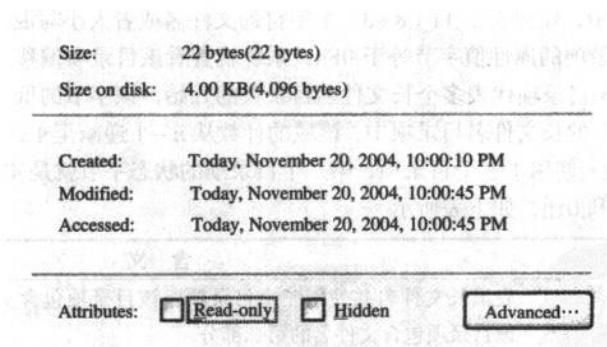 Size: 22 bytes(22 bytes)
Size on disk: 4.00 KB(4,096 bytes)
Created: Today, November 20, 2004, 10:00:10 PM
Modified: Today, November 20, 2004, 10:00:45 PM
Accessed: Today, November 20, 2004, 10:00:45 PM
Attributes: Read-only Hidden Advanced…